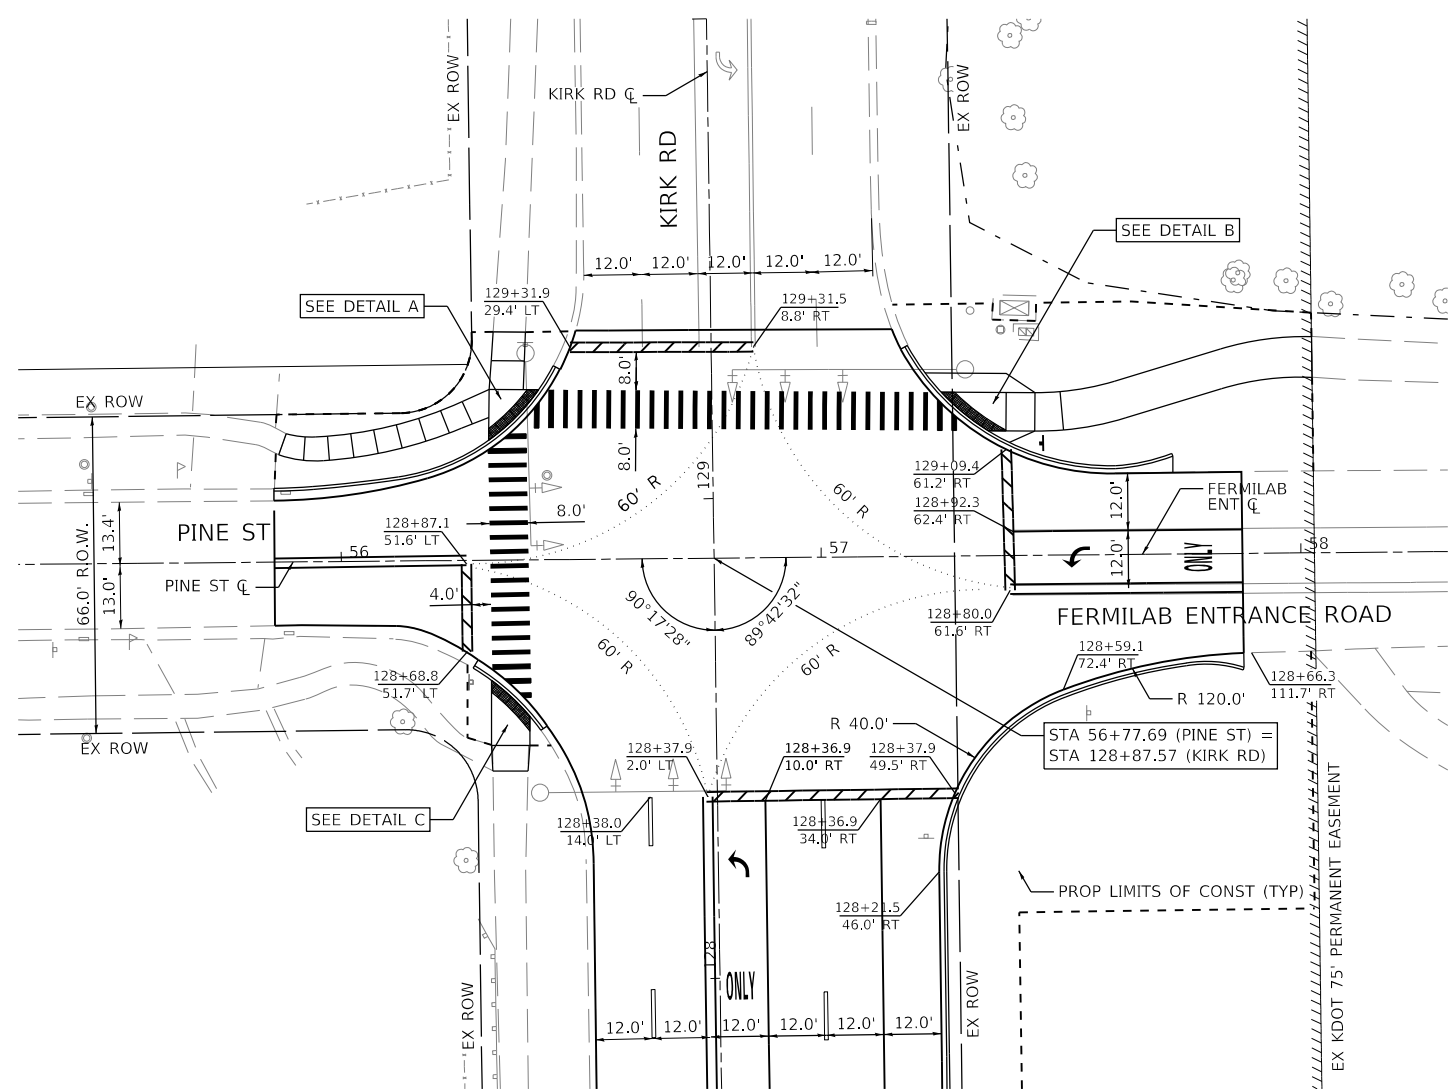 EX ROW
EX ROW
KIRK RD ℄
KIRK RD
SEE DETAIL B
12.0' 12.0' 12.0' 12.0' 12.0'
129+31.9
29.4' LT
129+31.5
8.8' RT
SEE DETAIL A
8.0'
EX ROW
8.0'
60' R
129
60' R
129+09.4
61.2' RT
128+92.3
62.4' RT
12.0'
FERMILAB
ENT ℄
PINE ST
13.4'
66.0' R.O.W.
128+87.1
51.6' LT
8.0'
56
57
58
12.0'
ONLY
PINE ST ℄
13.0'
4.0'
90°17'28"
89°42'32"
128+80.0
61.6' RT
FERMILAB ENTRANCE ROAD
60' R
60' R
128+59.1
72.4' RT
128+68.8
51.7' LT
128+66.3
111.7' RT
R 120.0'
R 40.0'
EX ROW
128+37.9
2.0' LT
128+36.9
10.0' RT
128+37.9
49.5' RT
STA 56+77.69 (PINE ST) =
STA 128+87.57 (KIRK RD)
SEE DETAIL C
128+38.0
14.0' LT
128+36.9
34.0' RT
PROP LIMITS OF CONST (TYP)
128+21.5
46.0' RT
128
ONLY
EX ROW
EX ROW
EX KDOT 75' PERMANENT EASEMENT
12.0' 12.0' 12.0' 12.0' 12.0' 12.0'